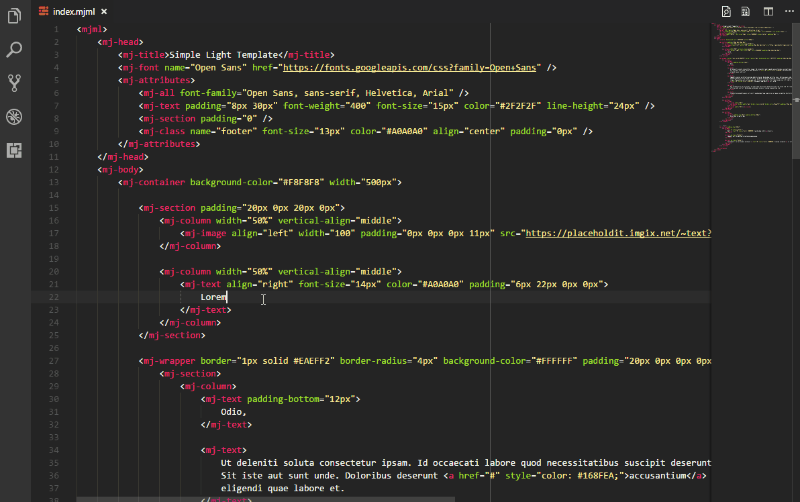 index.mjml
1 <mjml>
2 <mj-head>
3 <mj-title>Simple Light Template</mj-title>
4 <mj-font name="Open Sans" href="https://fonts.googleapis.com/css?family=Open+Sans" />
5 <mj-attributes>
6 <mj-all font-family="Open Sans, sans-serif, Helvetica, Arial" />
7 <mj-text padding="8px 30px" font-weight="400" font-size="15px" color="#2F2F2F" line-height="24px" />
8 <mj-section padding="0" />
9 <mj-class name="footer" font-size="13px" color="#A0A0A0" align="center" padding="0px" />
10 </mj-attributes>
11 </mj-head>
12 <mj-body>
13 <mj-container background-color="#F8F8F8" width="500px">
14
15 <mj-section padding="20px 0px 20px 0px">
16 <mj-column width="50%" vertical-align="middle">
17 <mj-image align="left" width="100" padding="0px 0px 0px 11px" src="https://placeholdit.imgix.net/~text?
18 </mj-column>
19
20 <mj-column width="50%" vertical-align="middle">
21 <mj-text align="right" font-size="14px" color="#A0A0A0" padding="6px 22px 0px 0px">
22 Lorem
23 </mj-text>
24 </mj-column>
25 </mj-section>
26
27 <mj-wrapper border="1px solid #EAEFF2" border-radius="4px" background-color="#FFFFFF" padding="20px 0px 0px 0px
28 <mj-section>
29 <mj-column>
30 <mj-text padding-bottom="12px">
31 Odio,
32 </mj-text>
33
34 <mj-text>
35 Ut deleniti soluta consectetur ipsam. Id occaecati labore quod necessitatibus suscipit deserunt
36 Sit iste aut sunt unde. Doloribus deserunt <a href="#" style="color: #168FEA;">accusantium</a>
37 eligendi quae labore et.
38 </mj-text>